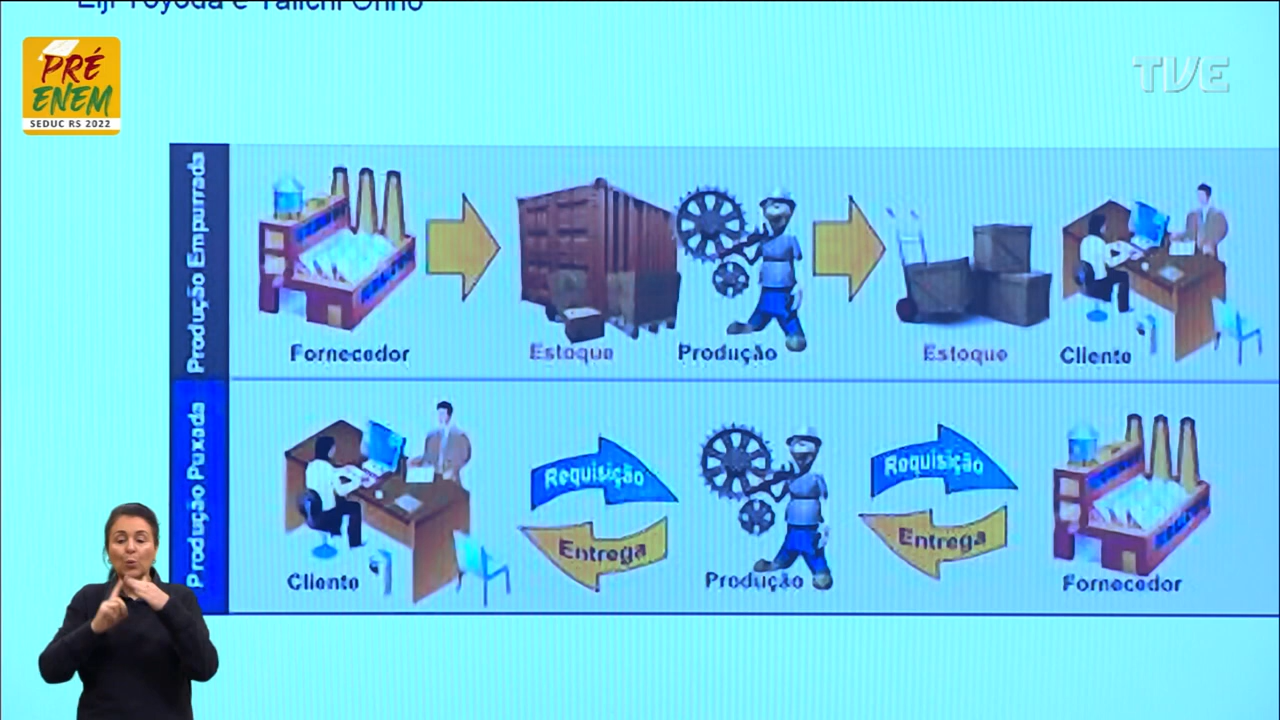 Eiji Toyoda e Taiichi Ohno
PRÉ
ENEM
SEDUC RS 2022
TVE
Produção Empurrada
Fornecedor
Estoque
Produção
Estoque
Cliente
Produção Puxada
Requisição
Requisição
Entrega
Entrega
Cliente
Produção
Fornecedor